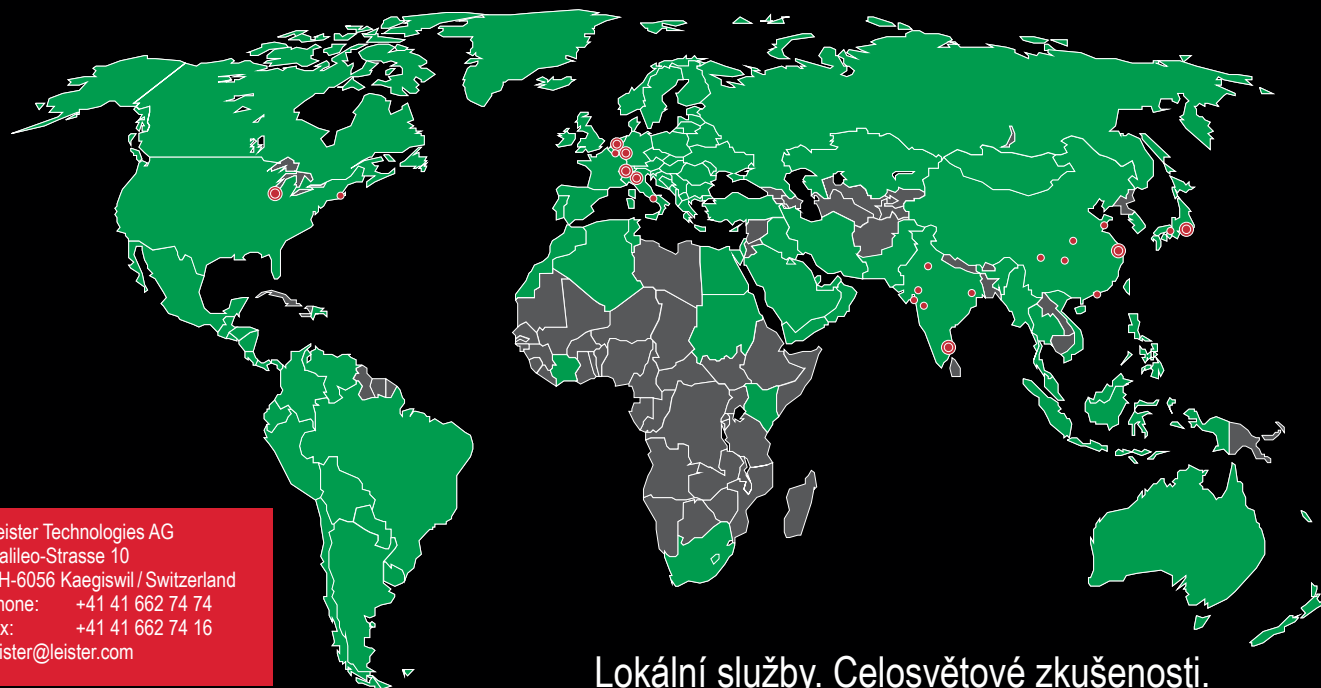 eister Technologies AG
alileo-Strasse 10
H-6056 Kaegiswil / Switzerland
hone: +41 41 662 74 74
x: +41 41 662 74 16
ister@leister.com
Lokální služby. Celosvětové zkušenosti.